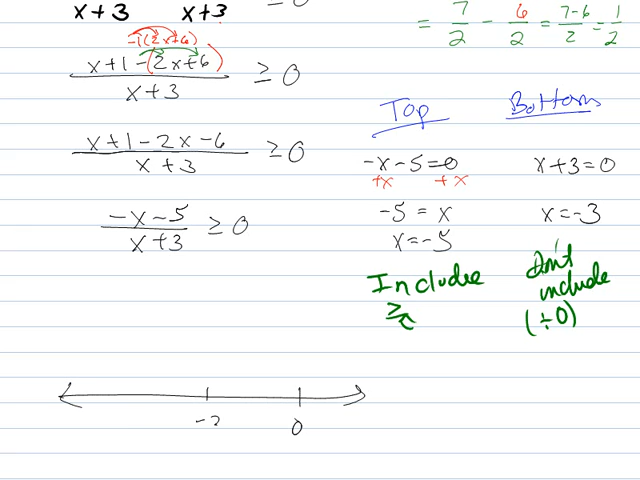 x+3 x+3
-1(2x+6)
x+1-(2x+6) / x+3 ≥ 0
x+1-2x-6 / x+3 ≥ 0
-x-5 / x+3 ≥ 0
= 7/2 - 6/2 = 7-6/2 = 1/2
Top
-x-5=0
+x +x
-5 = x
x=-5
Include
≥
Bottom
x+3=0
x=-3
Don't
include
(÷0)
0